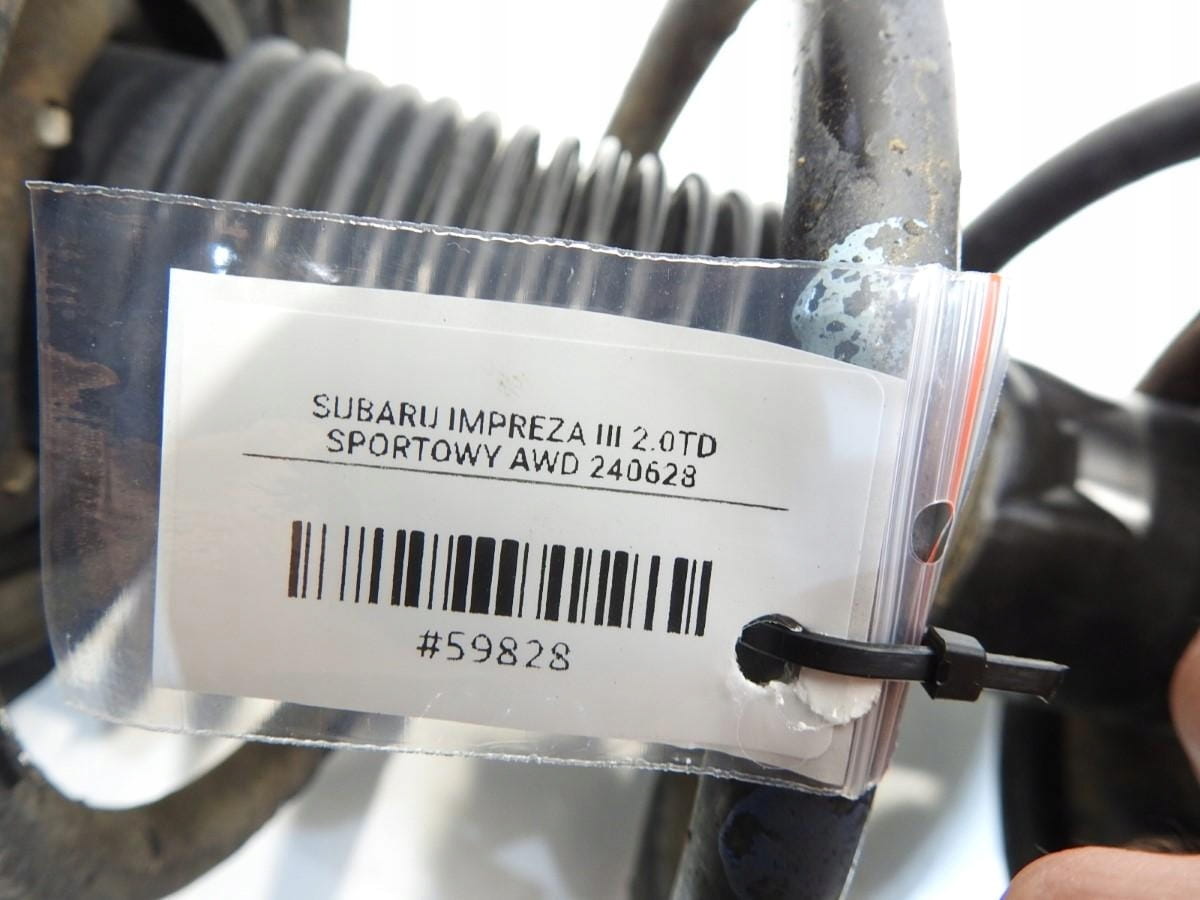 SUBARU IMPREZA III 2.0TD
SPORTOWY AWD 240628
#59828